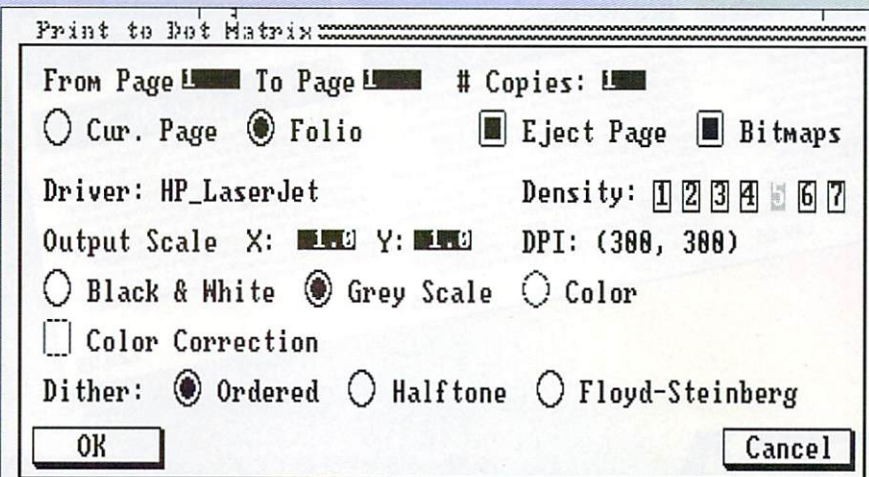 Print to Dot Matrix
From Page 1 To Page 1 # Copies: 1
Cur. Page Folio Eject Page Bitmaps
Driver: HP_LaserJet Density: 1 2 3 4 5 6 7
Output Scale X: 1.0 Y: 1.0 DPI: (300, 300)
Black & White Grey Scale Color
Color Correction
Dither: Ordered Halftone Floyd-Steinberg
OK Cancel